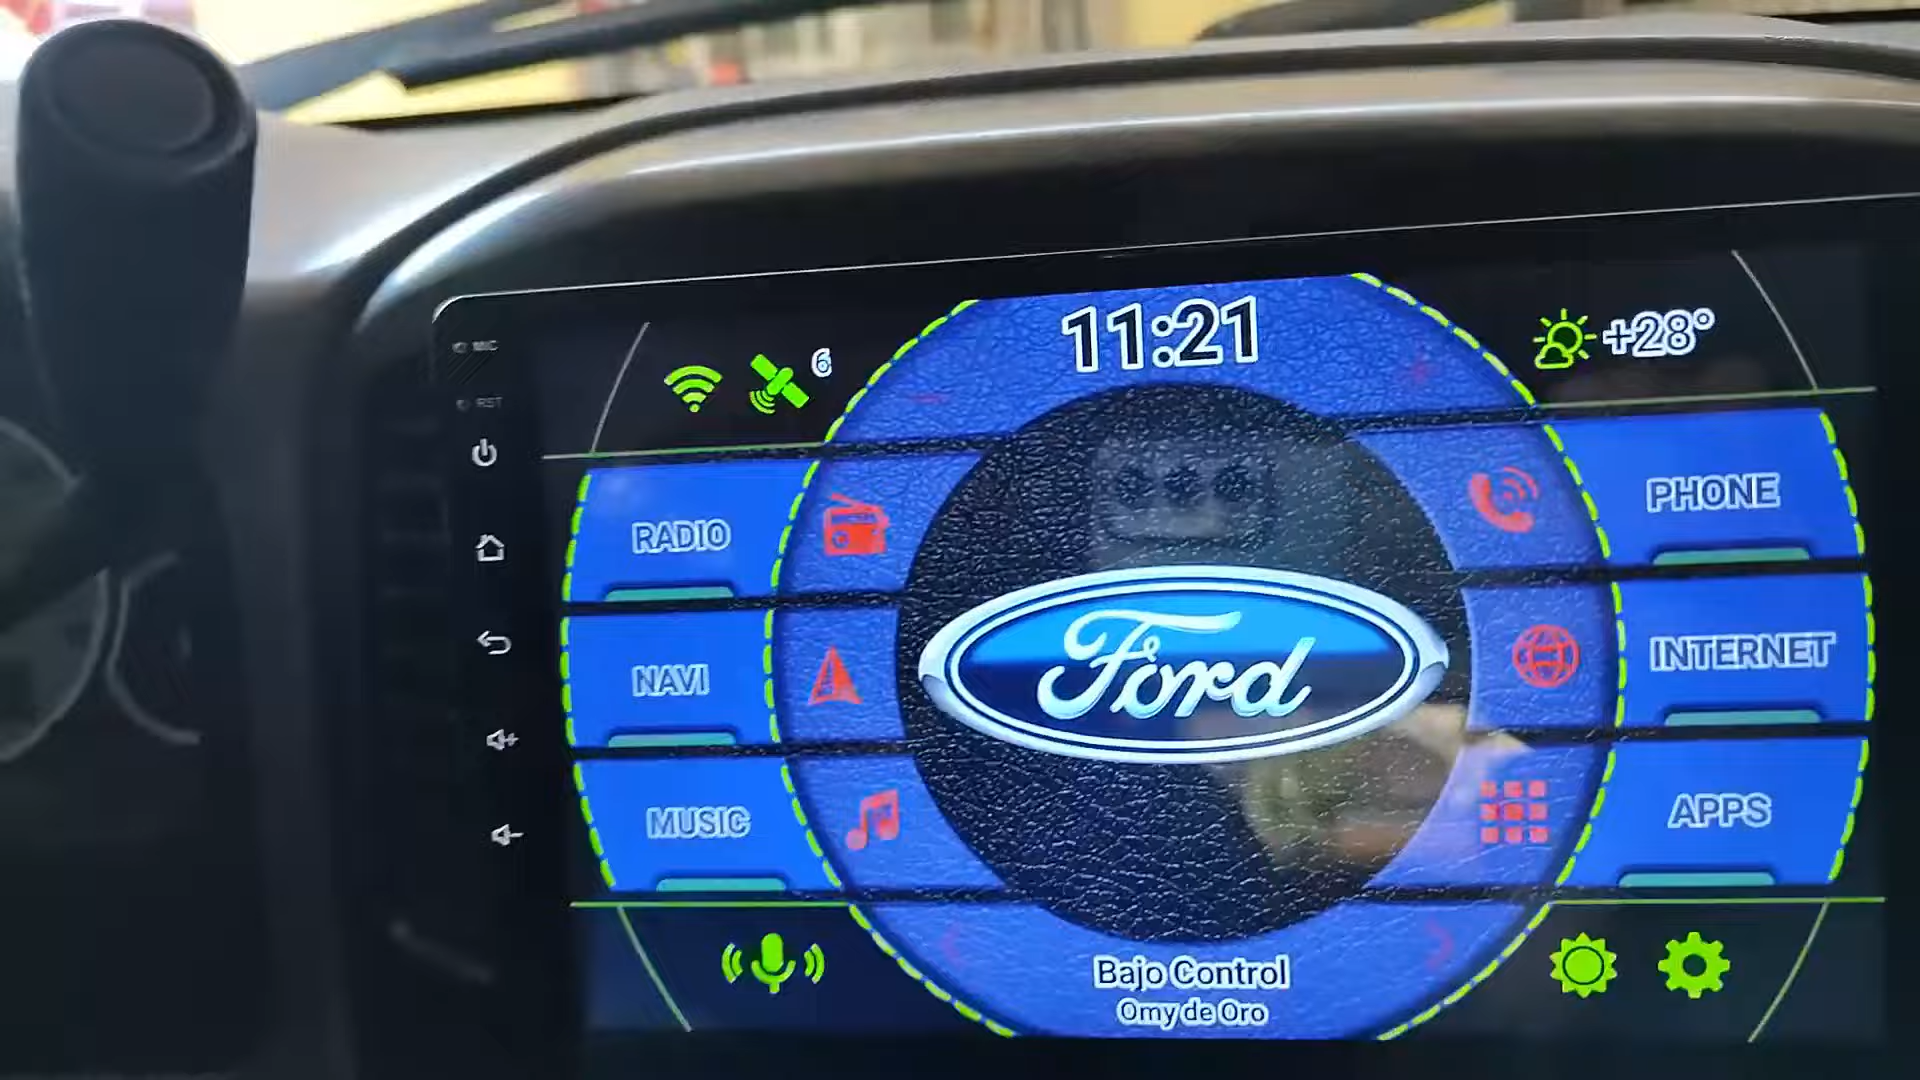 11:21
6
+28°
MIC
RST
RADIO
PHONE
NAVI
Ford
INTERNET
MUSIC
APPS
Bajo Control
Omy de Oro